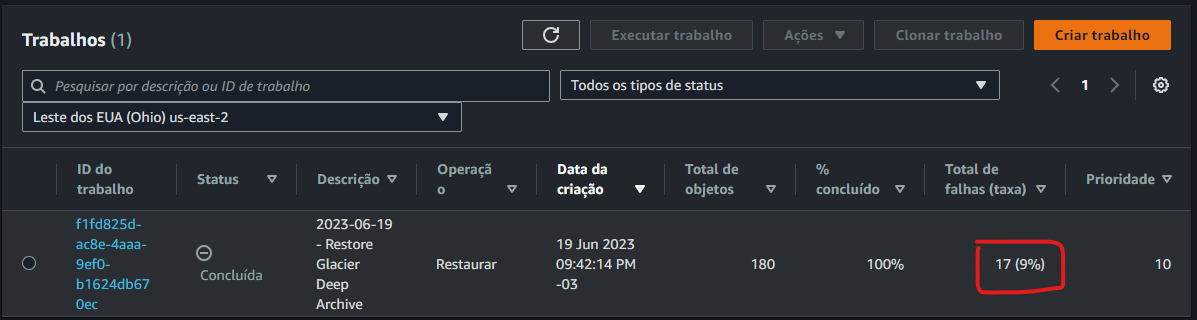 Trabalhos (1)
Executar trabalho
Ações
Clonar trabalho
Criar trabalho
Pesquisar por descrição ou ID de trabalho
Todos os tipos de status
1
Leste dos EUA (Ohio) us-east-2
ID do
trabalho
Status
Descrição
Operaçã
o
Data da
criação
Total de
objetos
%
concluído
Total de
falhas (taxa)
Prioridade
f1fd825d-
ac8e-4aaa-
9ef0-
b1624db67
0ec
Concluída
2023-06-19
- Restore
Glacier
Deep
Archive
Restaurar
19 Jun 2023
09:42:14 PM
-03
180
100%
17 (9%)
10